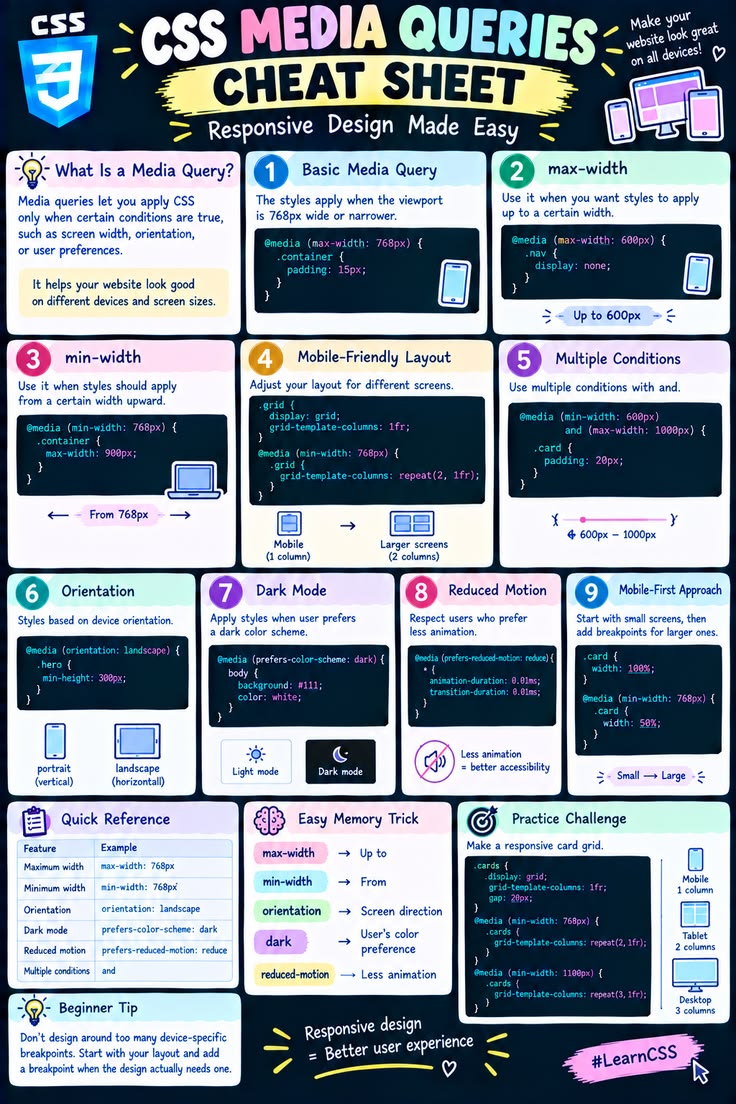 CSS
3
CSS MEDIA QUERIES
CHEAT SHEET
Responsive Design Made Easy
Make your
website look great
on all devices!
What Is a Media Query?
Media queries let you apply CSS
only when certain conditions are true,
such as screen width, orientation,
or user preferences.
It helps your website look good
on different devices and screen sizes.
1 Basic Media Query
The styles apply when the viewport
is 768px wide or narrower.
@media (max-width: 768px) {
.container {
padding: 15px;
}
}
2 max-width
Use it when you want styles to apply
up to a certain width.
@media (max-width: 600px) {
.nav {
display: none;
}
}
Up to 600px
3 min-width
Use it when styles should apply
from a certain width upward.
@media (min-width: 768px) {
.container {
max-width: 900px;
}
}
← From 768px →
4 Mobile-Friendly Layout
Adjust your layout for different screens.
.grid {
display: grid;
grid-template-columns: 1fr;
}
@media (min-width: 768px) {
.grid {
grid-template-columns: repeat(2, 1fr);
}
}
Mobile
(1 column)
→
Larger screens
(2 columns)
5 Multiple Conditions
Use multiple conditions with and.
@media (min-width: 600px)
and (max-width: 1000px) {
.card {
padding: 20px;
}
}
600px – 1000px
6 Orientation
Styles based on device orientation.
@media (orientation: landscape) {
.hero {
min-height: 300px;
}
}
portrait
(vertical)
landscape
(horizontal)
7 Dark Mode
Apply styles when user prefers
a dark color scheme.
@media (prefers-color-scheme: dark) {
body {
background: #111;
color: white;
}
}
Light mode
Dark mode
8 Reduced Motion
Respect users who prefer
less animation.
@media (prefers-reduced-motion: reduce){
* {
animation-duration: 0.01ms;
transition-duration: 0.01ms;
}
}
Less animation
= better accessibility
9 Mobile-First Approach
Start with small screens, then
add breakpoints for larger ones.
.card {
width: 100%;
}
@media (min-width: 768px) {
.card {
width: 50%;
}
}
Small → Large
Quick Reference
Feature Example
Maximum width max-width: 768px
Minimum width min-width: 768px
Orientation orientation: landscape
Dark mode prefers-color-scheme: dark
Reduced motion prefers-reduced-motion: reduce
Multiple conditions and
Easy Memory Trick
max-width → Up to
min-width → From
orientation → Screen direction
dark → User's color
preference
reduced-motion → Less animation
Practice Challenge
Make a responsive card grid.
.cards {
.display: grid;
grid-template-columns: 1fr;
gap: 20px;
}
@media (min-width: 768px) {
.cards {
grid-template-columns: repeat(2,1fr);
}
}
@media (min-width: 1100px) {
.cards {
grid-template-columns: repeat(3,1fr);
}
}
Mobile
1 column
Tablet
2 columns
Desktop
3 columns
Beginner Tip
Don't design around too many device-specific
breakpoints. Start with your layout and add
a breakpoint when the design actually needs one.
Responsive design
= Better user experience
#LearnCSS